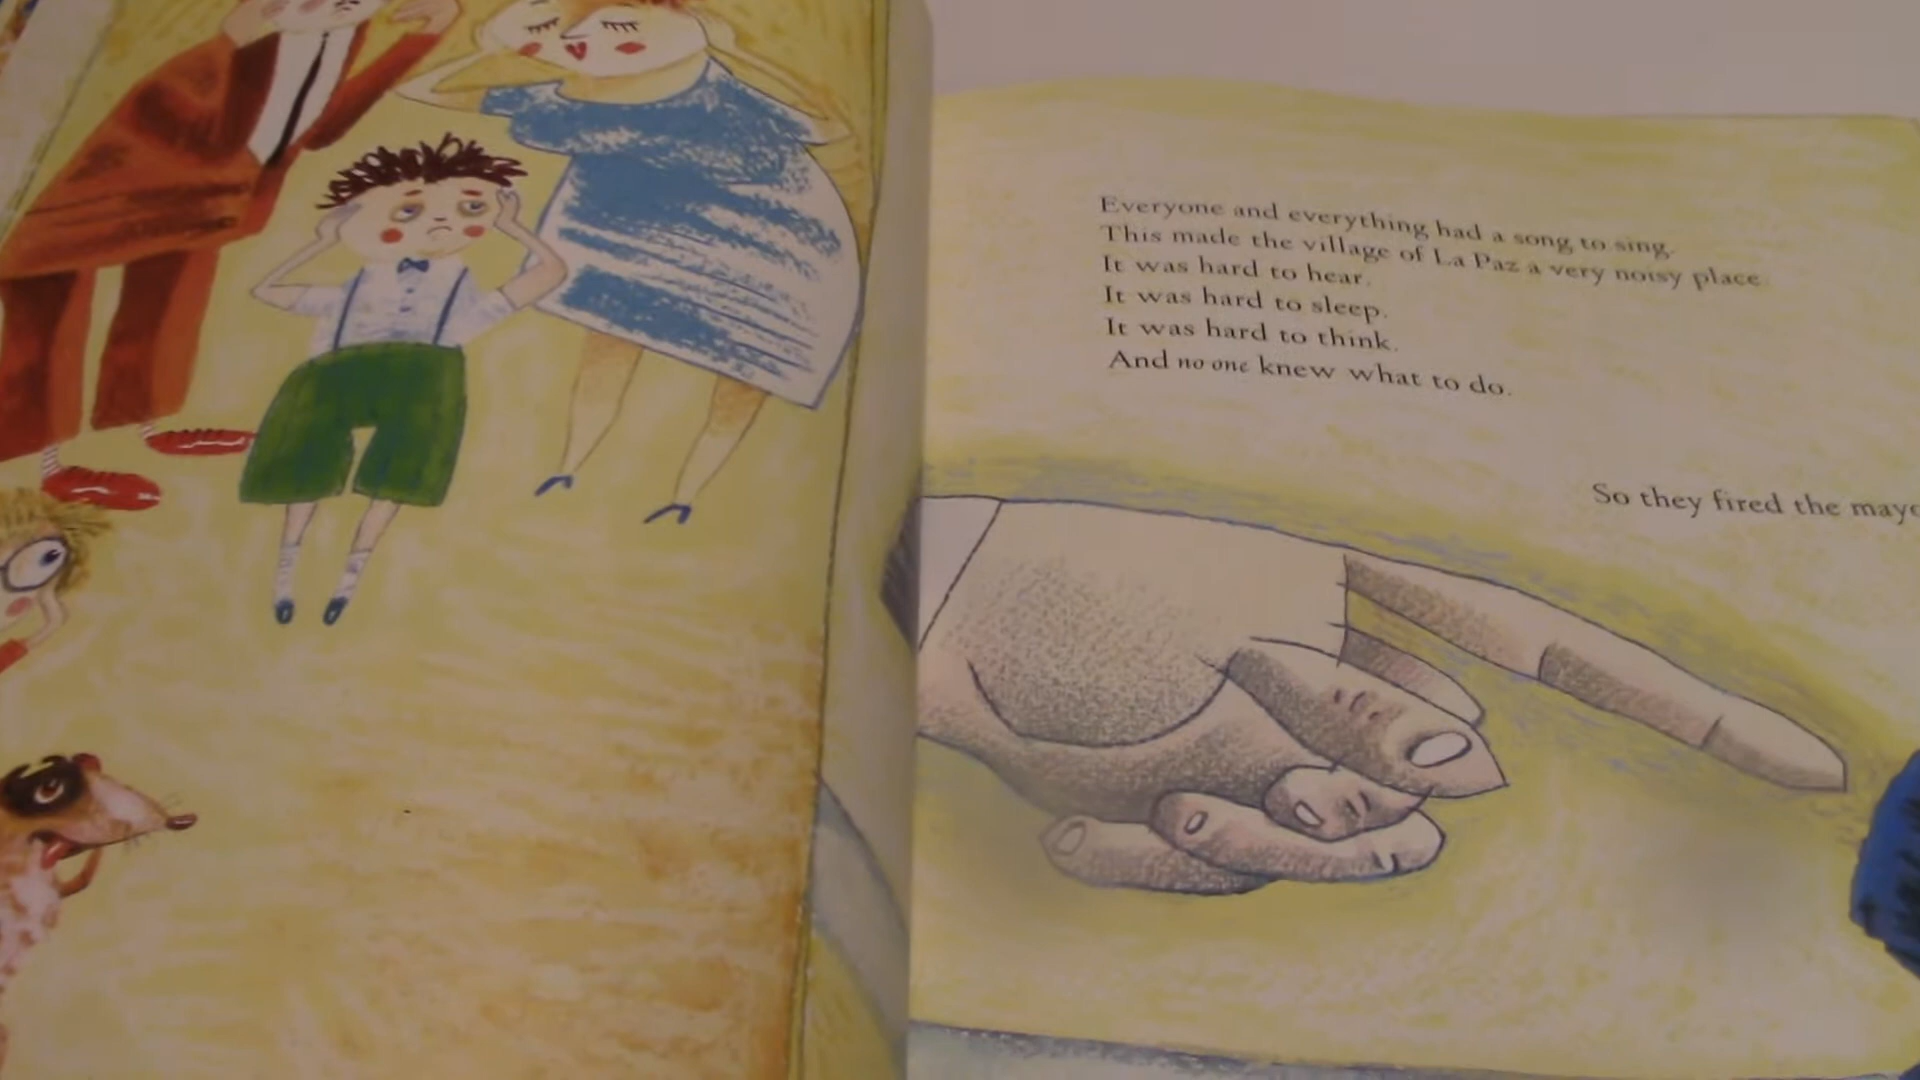 Everyone and everything had a song to sing.
This made the village of La Paz a very noisy place.
It was hard to hear.
It was hard to sleep.
It was hard to think.
And no one knew what to do.
So they fired the